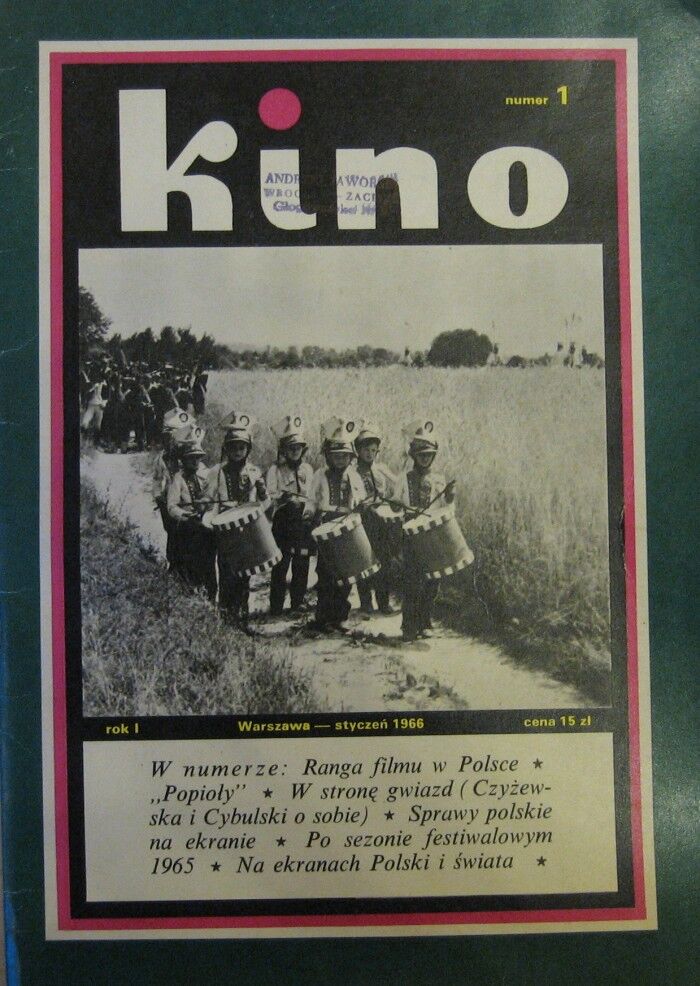 numer 1
kino
rok I
Warszawa — styczeń 1966
cena 15 zł
W numerze: Ranga filmu w Polsce ★
„Popioły” ★ W stronę gwiazd (Czyżew-
ska i Cybulski o sobie) ★ Sprawy polskie
na ekranie ★ Po sezonie festiwalowym
1965 ★ Na ekranach Polski i świata ★